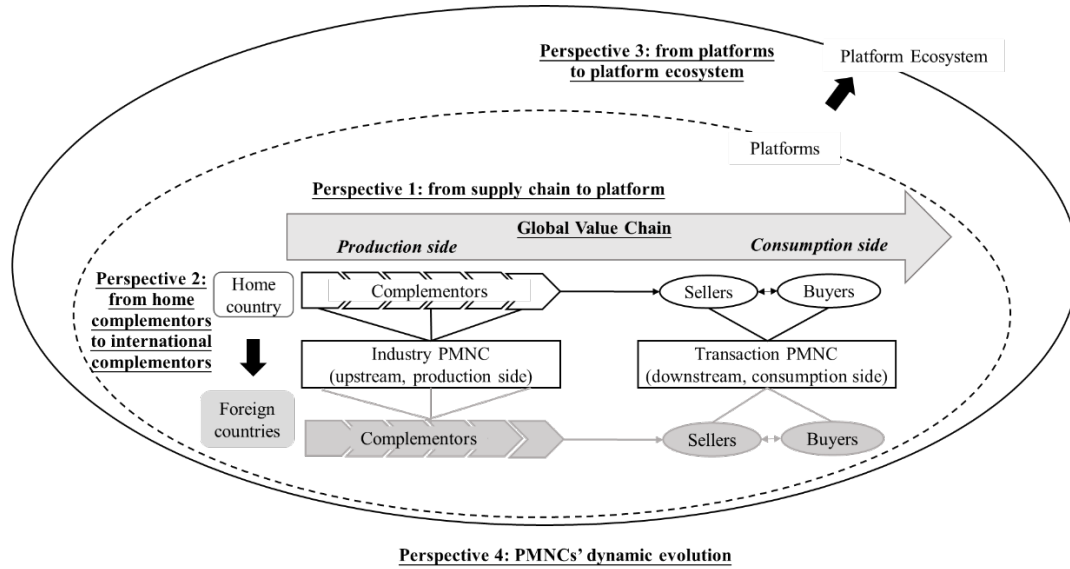 Perspective 3: from platforms
to platform ecosystem
Platform Ecosystem
Platforms
Perspective 1: from supply chain to platform
Global Value Chain
Production side
Consumption side
Perspective 2:
from home
complementors
to international
complementors
Home
country
Complementors
Sellers
Buyers
Industry PMNC
(upstream, production side)
Transaction PMNC
(downstream, consumption side)
Foreign
countries
Complementors
Sellers
Buyers
Perspective 4: PMNCs' dynamic evolution